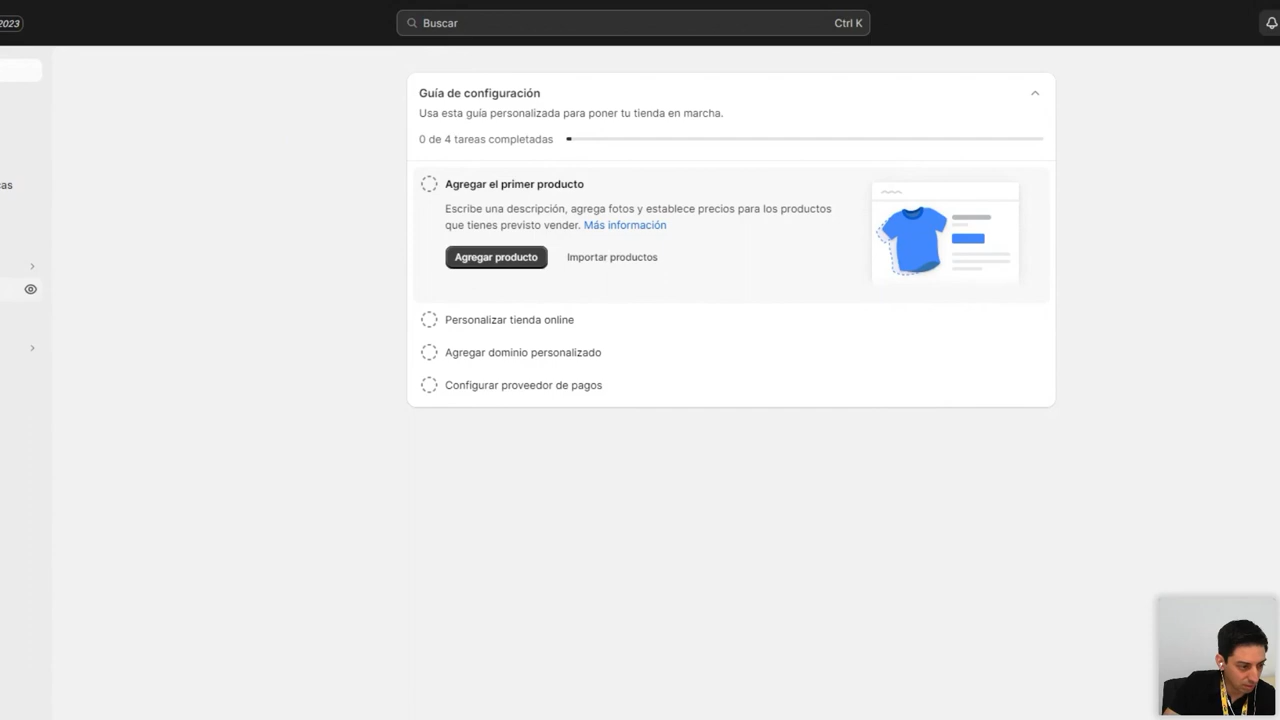 2023
Buscar
Ctrl K
Guía de configuración
Usa esta guía personalizada para poner tu tienda en marcha.
0 de 4 tareas completadas
Agregar el primer producto
Escribe una descripción, agrega fotos y establece precios para los productos
que tienes previsto vender. Más información
Agregar producto
Importar productos
cas
Personalizar tienda online
Agregar dominio personalizado
Configurar proveedor de pagos